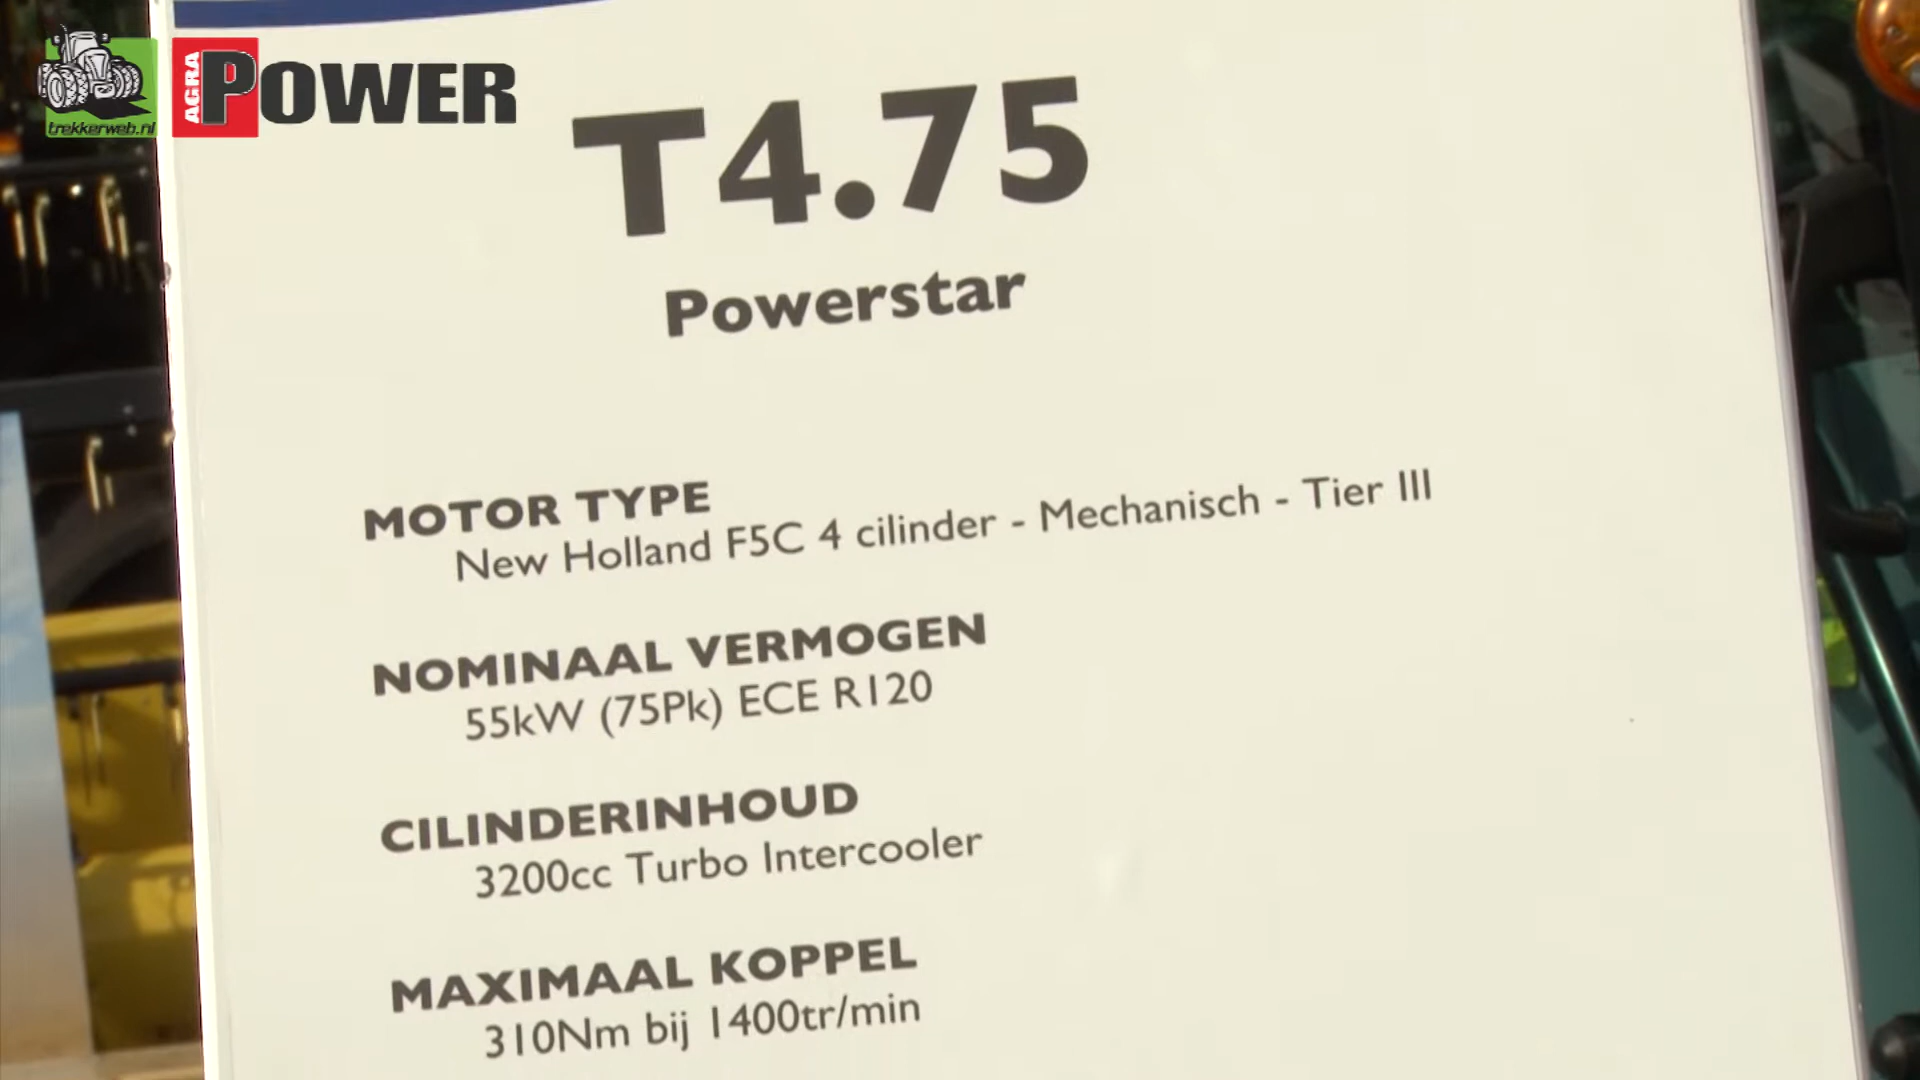 trekkerweb.nl
AGRA POWER
T4.75
Powerstar
MOTOR TYPE
New Holland F5C 4 cilinder - Mechanisch - Tier III
NOMINAAL VERMOGEN
55kW (75Pk) ECE R120
CILINDERINHOUD
3200cc Turbo Intercooler
MAXIMAAL KOPPEL
310Nm bij 1400tr/min